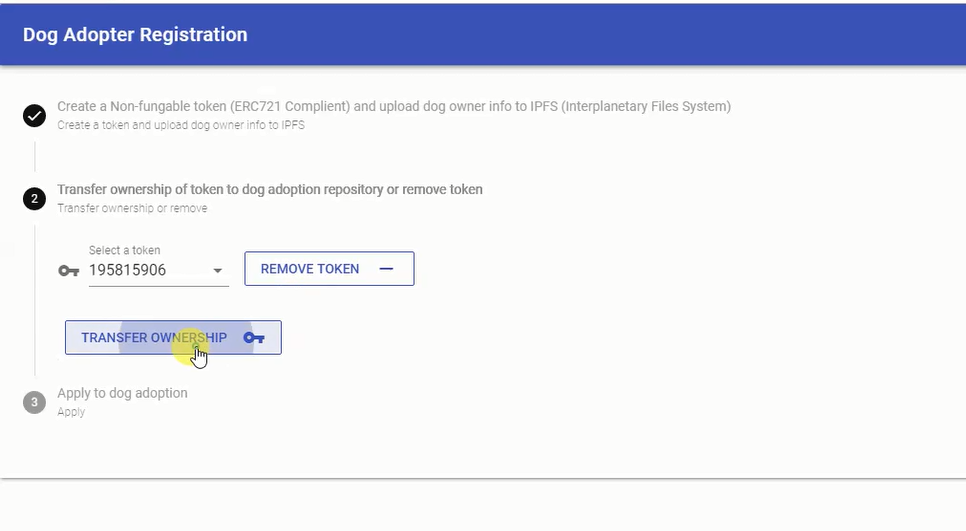 Dog Adopter Registration
Create a Non-fungable token (ERC721 Complient) and upload dog owner info to IPFS (Interplanetary Files System)
Create a token and upload dog owner info to IPFS
2
Transfer ownership of token to dog adoption repository or remove token
Transfer ownership or remove
Select a token
195815906
REMOVE TOKEN
TRANSFER OWNERSHIP
3
Apply to dog adoption
Apply